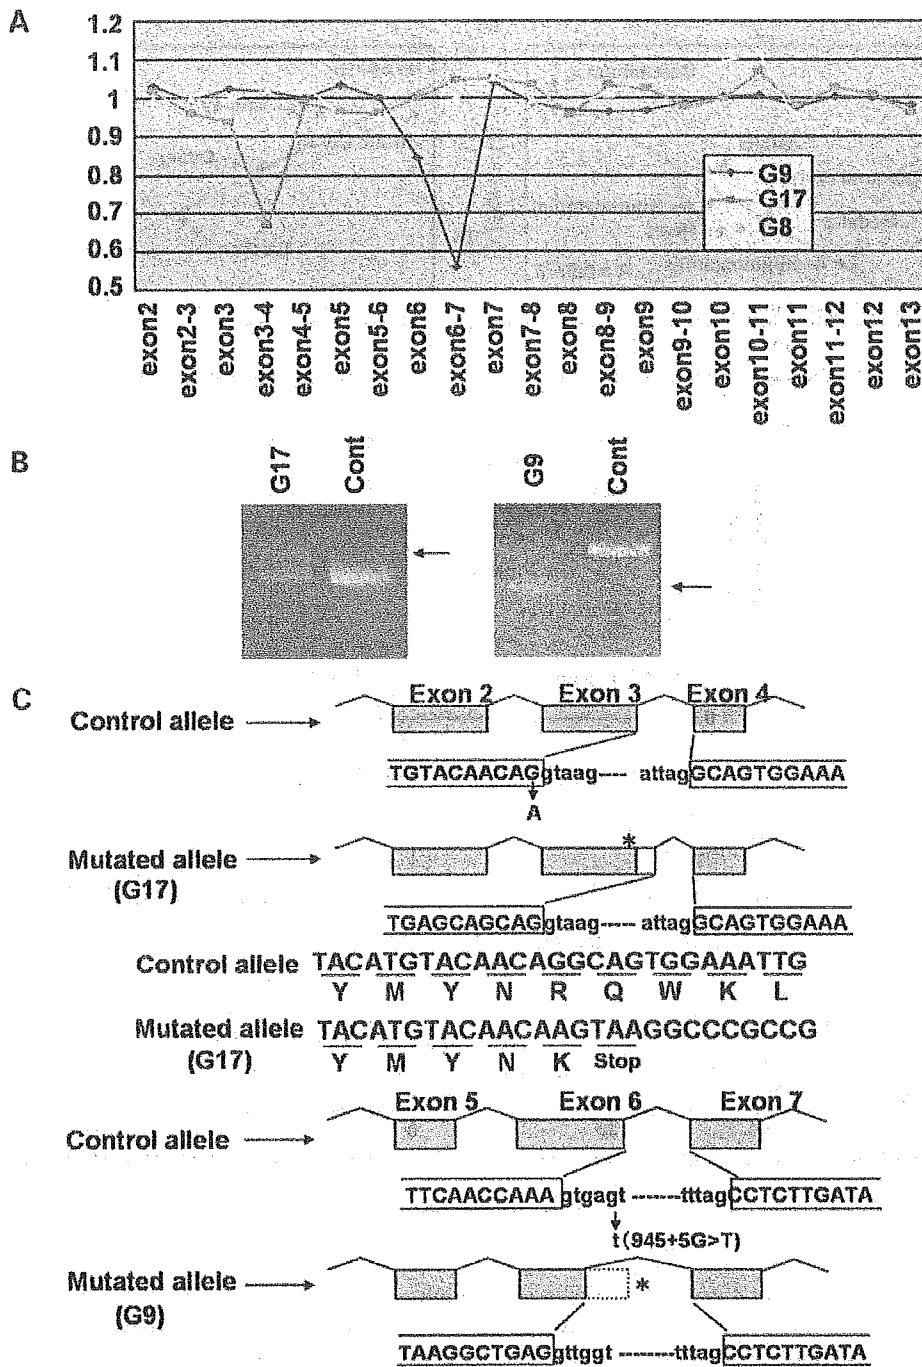 A
1.2
1.1
1
0.9
0.8
0.7
0.6
0.5
G9
G17
G8
exon2
exon2-3
exon3
exon3-4
exon4-5
exon5
exon5-6
exon6
exon6-7
exon7
exon7-8
exon8
exon8-9
exon9
exon9-10
exon10
exon10-11
exon11
exon11-12
exon12
exon13
B
G17
Cont
G9
Cont
C
Exon 2 Exon 3 Exon 4
Control allele
TGTACAACAGgtaag---- attagGCAGTGGAAA
A
*
Mutated allele
(G17)
TGAGCAGCAGgtaag---- attagGCAGTGGAAA
Control allele TACATGTACAACAGGCAGTGGAAATTG
Y M Y N R Q W K L
Mutated allele TACATGTACAACAAGTAAGGCCCGCCG
(G17) Y M Y N K Stop
Exon 5 Exon 6 Exon 7
Control allele
TTCAACCAAAgtgagt -------tttagCCTCTTGATA
t(945+5G>T)
Mutated allele *
(G9)
TAAGGCTGAGgttggt -------tttagCCTCTTGATA